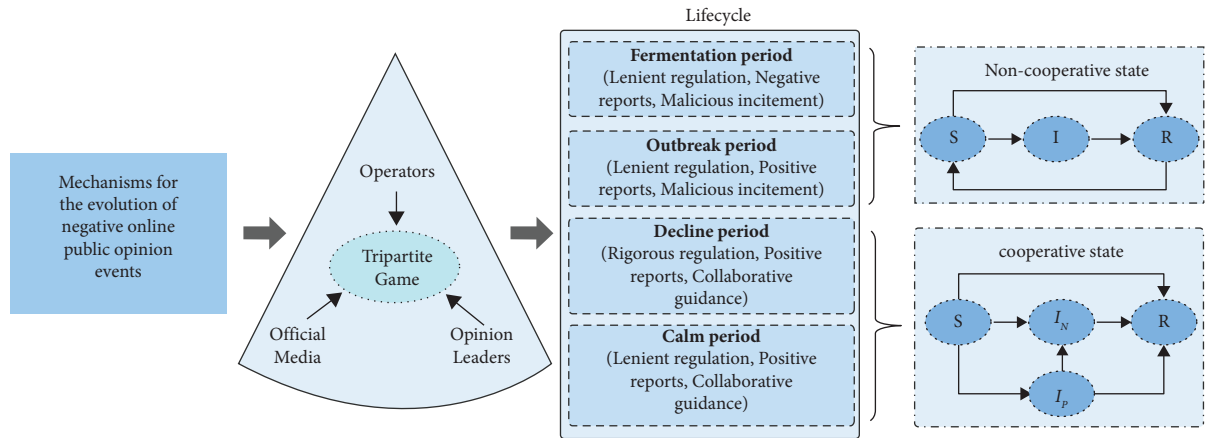 Mechanisms for
the evolution of
negative online
public opinion
events
Operators
Tripartite
Game
Official
Media
Opinion
Leaders
Lifecycle
Fermentation period
(Lenient regulation, Negative
reports, Malicious incitement)
Outbreak period
(Lenient regulation, Positive
reports, Malicious incitement)
Decline period
(Rigorous regulation, Positive
reports, Collaborative
guidance)
Calm period
(Lenient regulation, Positive
reports, Collaborative
guidance)
Non-cooperative state
S I R
cooperative state
S I_N R
I_P